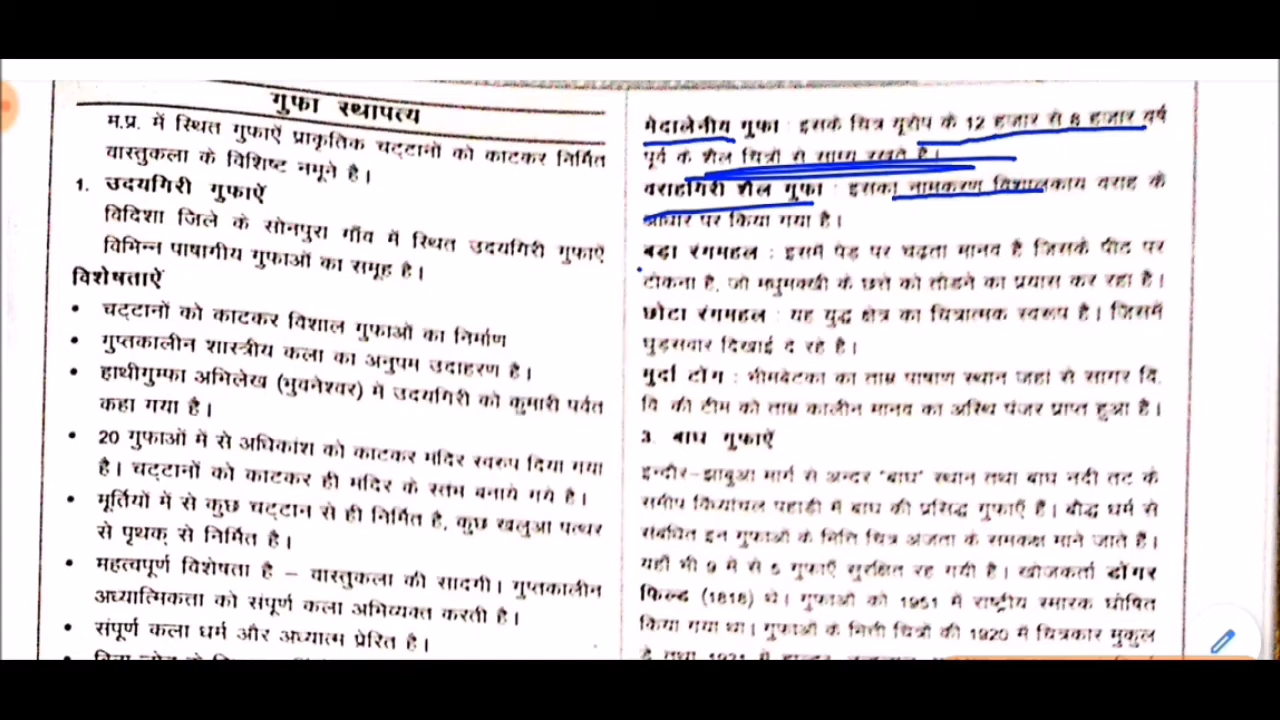 गुफा स्थापत्य
म.प्र. में स्थित गुफाऐं प्राकृतिक चट्टानों को काटकर निर्मित
वास्तुकला के विशिष्ट नमूने है।
1. उदयगिरी गुफाऐं
विदिशा जिले के सोनपुरा गाँव में स्थित उदयगिरी गुफाऐं
विभिन्न पाषागीय गुफाओं का समूह है।
विशेषताऐं
• चट्टानों को काटकर विशाल गुफाओं का निर्माण
• गुप्तकालीन शास्त्रीय कला का अनुपम उदाहरण है।
• हाथीगुम्फा अभिलेख (भुवनेश्वर) में उदयगिरी को कुमारी पर्वत
कहा गया है।
• 20 गुफाओं में से अधिकांश को काटकर मंदिर स्वरुप दिया गया
है। चट्टानों को काटकर ही मंदिर के स्तंभ बनाये गये है।
• मूर्तियों में से कुछ चट्टान से ही निर्मित है, कुछ खलुआ पत्थर
से पृथक् से निर्मित है।
• महत्वपूर्ण विशेषता है – वास्तुकला की सादगी। गुप्तकालीन
अध्यात्मिकता को संपूर्ण कला अभिव्यक्त करती है।
• संपूर्ण कला धर्म और अध्यात्म प्रेरित है।
मेदालेनीय गुफा : इसके चित्र यूरोप के 12 हजार से 8 हजार वर्ष
पूर्व के शैल चित्रों से साम्य रखते है।
वराहगिरी शैल गुफा : इसका नामकरण विशालकाय वराह के
आधार पर किया गया है।
बड़ा रंगमहल : इसमें पेड़ पर चढ़ता मानव है जिसके पीठ पर
टोकना है, जो मधुमक्खी के छत्ते को तोडने का प्रयास कर रहा है।
छोटा रंगमहल : यह युद्ध क्षेत्र का चित्रात्मक स्वरूप है। जिसमें
घुड़सवार दिखाई दे रहे है।
मुर्दा टोंग : भीमबेटका का ताम्र पाषाण स्थान जहां से सागर वि.
वि की टीम को ताम्र कालीन मानव का अस्थि पंजर प्राप्त हुआ है।
3. बाघ गुफाऐं
इन्दौर–झाबुआ मार्ग से अन्दर "बाघ" स्थान तथा बाघ नदी तट के
समीप पहाड़ी में बाघ की प्रसिद्ध गुफाऐं है। बौद्ध धर्म से
संबंधित इन गुफाओं के भित्ति चित्र अजंता के समकक्ष माने जाते है।
यहाँ भी 9 में से 5 गुफाऐं सुरक्षित रह गयी है। खोजकर्ता डोंगर
फिल्ड (1818) थे। गुफाओं को 1951 में राष्ट्रीय स्मारक घोषित
किया गया था। गुफाओं के भित्ती चित्रों की 1920 में चित्रकार मुकुल